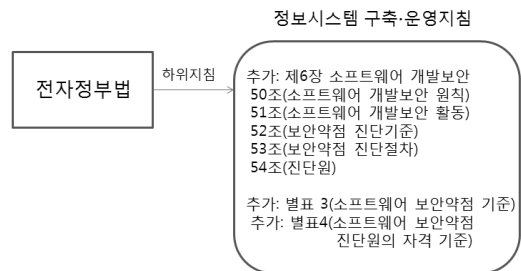 정보시스템 구축·운영지침
전자정부법
하위지침
추가: 제6장 소프트웨어 개발보안
50조(소프트웨어 개발보안 원칙)
51조(소프트웨어 개발보안 활동)
52조(보안약점 진단기준)
53조(보안약점 진단절차)
54조(진단원)
추가: 별표 3(소프트웨어 보안약점 기준)
추가: 별표4(소프트웨어 보안약점
진단원의 자격 기준)